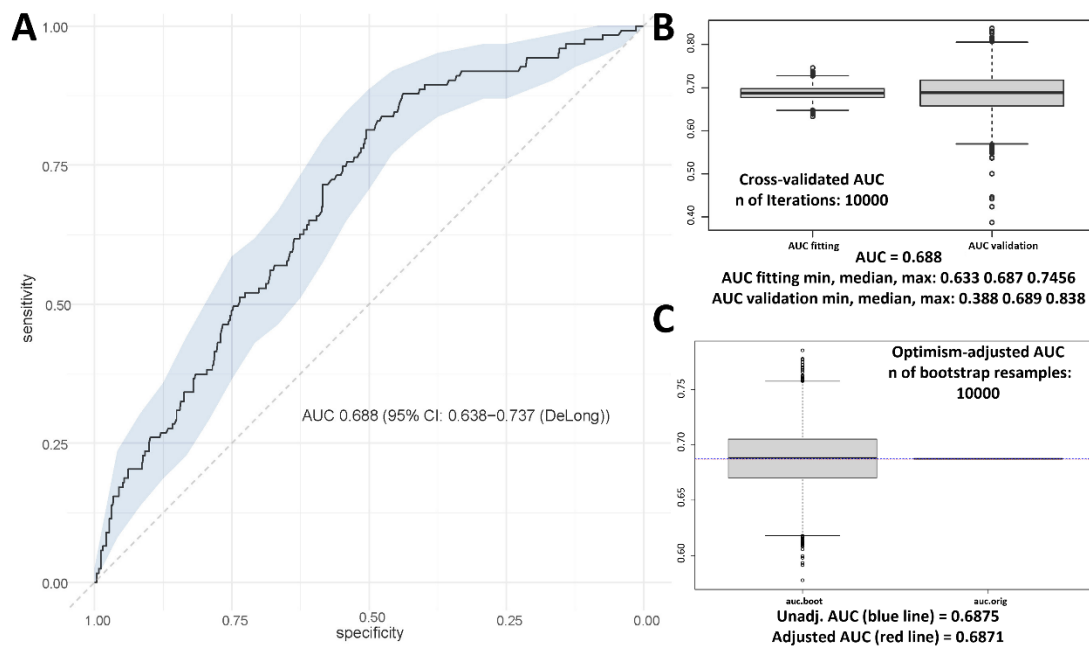 A
1.00
0.75
0.50
0.25
0.00
sensitivity
AUC 0.688 (95% CI: 0.638–0.737 (DeLong))
1.00
0.75
0.50
0.25
0.00
specificity
B
0.80
0.70
0.60
0.50
0.40
Cross-validated AUC
n of Iterations: 10000
AUC fitting
AUC validation
AUC = 0.688
AUC fitting min, median, max: 0.633 0.687 0.7456
AUC validation min, median, max: 0.388 0.689 0.838
C
0.75
0.70
0.65
0.60
Optimism-adjusted AUC
n of bootstrap resamples:
10000
auc.boot
auc.orig
Unadj. AUC (blue line) = 0.6875
Adjusted AUC (red line) = 0.6871